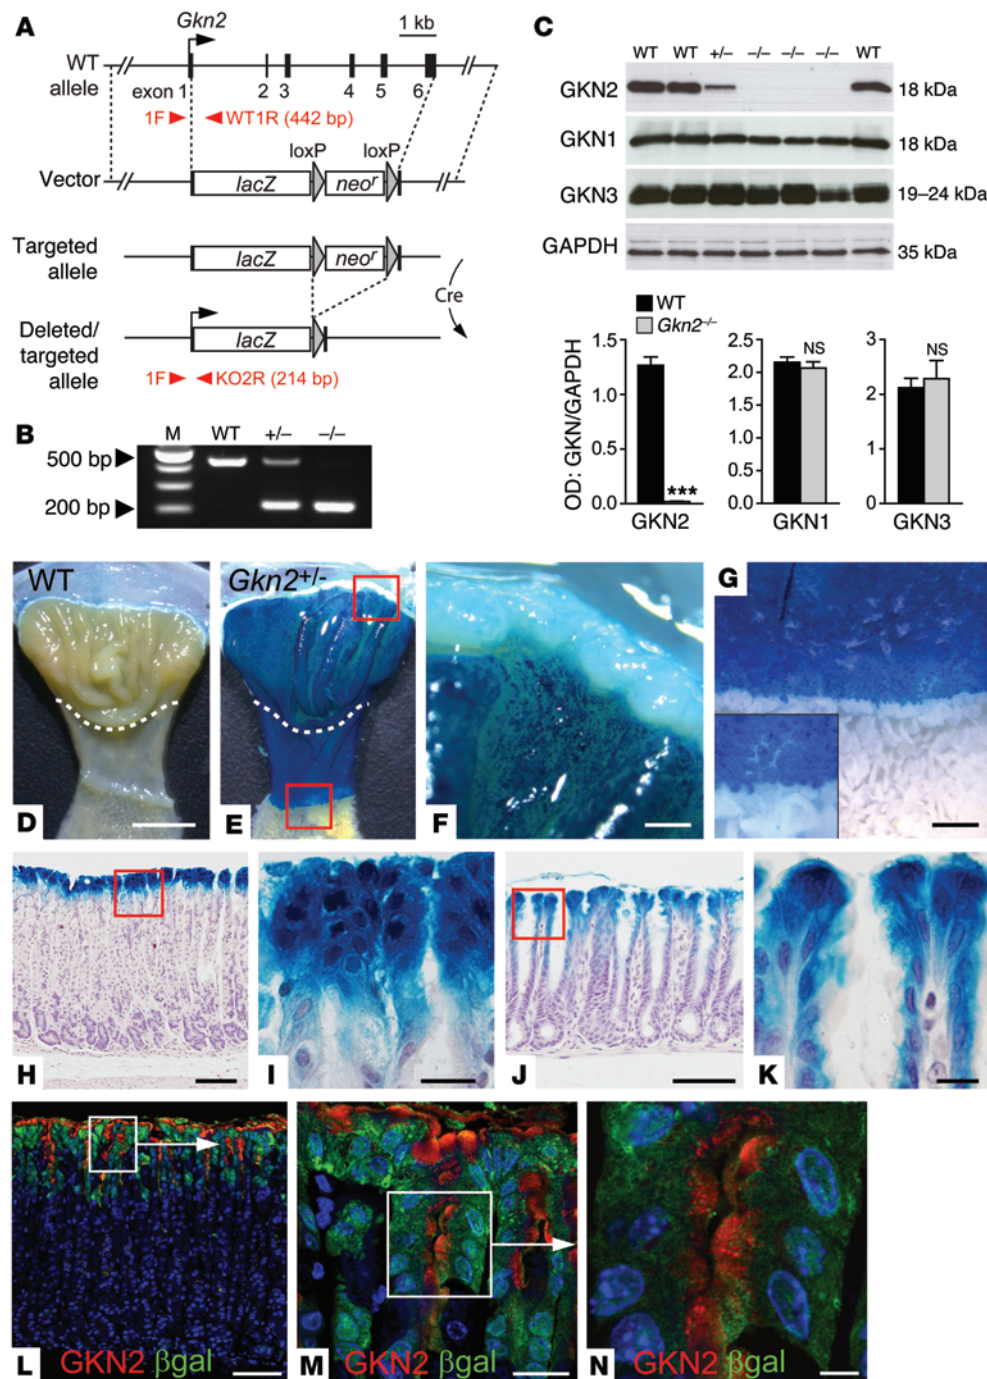 A
Gkn2
1 kb
WT
allele
exon 1 2 3 4 5 6
1F WT1R (442 bp)
loxP loxP
Vector
lacZ neoʳ
Targeted
allele
lacZ neoʳ
Cre
Deleted/
targeted
allele
lacZ
1F KO2R (214 bp)
B
M WT +/– –/–
500 bp
200 bp
C
WT WT +/– –/– –/– –/– WT
GKN2 18 kDa
GKN1 18 kDa
GKN3 19–24 kDa
GAPDH 35 kDa
WT
Gkn2–/–
OD: GKN/GAPDH
1.5
1.0
0.5
0.0
***
GKN2
2.5
2.0
1.5
1.0
0.5
0.0
NS
GKN1
3
2
1
0
NS
GKN3
WT
D
Gkn2+/-
E
F
G
H
I
J
K
L
GKN2 βgal
M
GKN2 βgal
N
GKN2 βgal